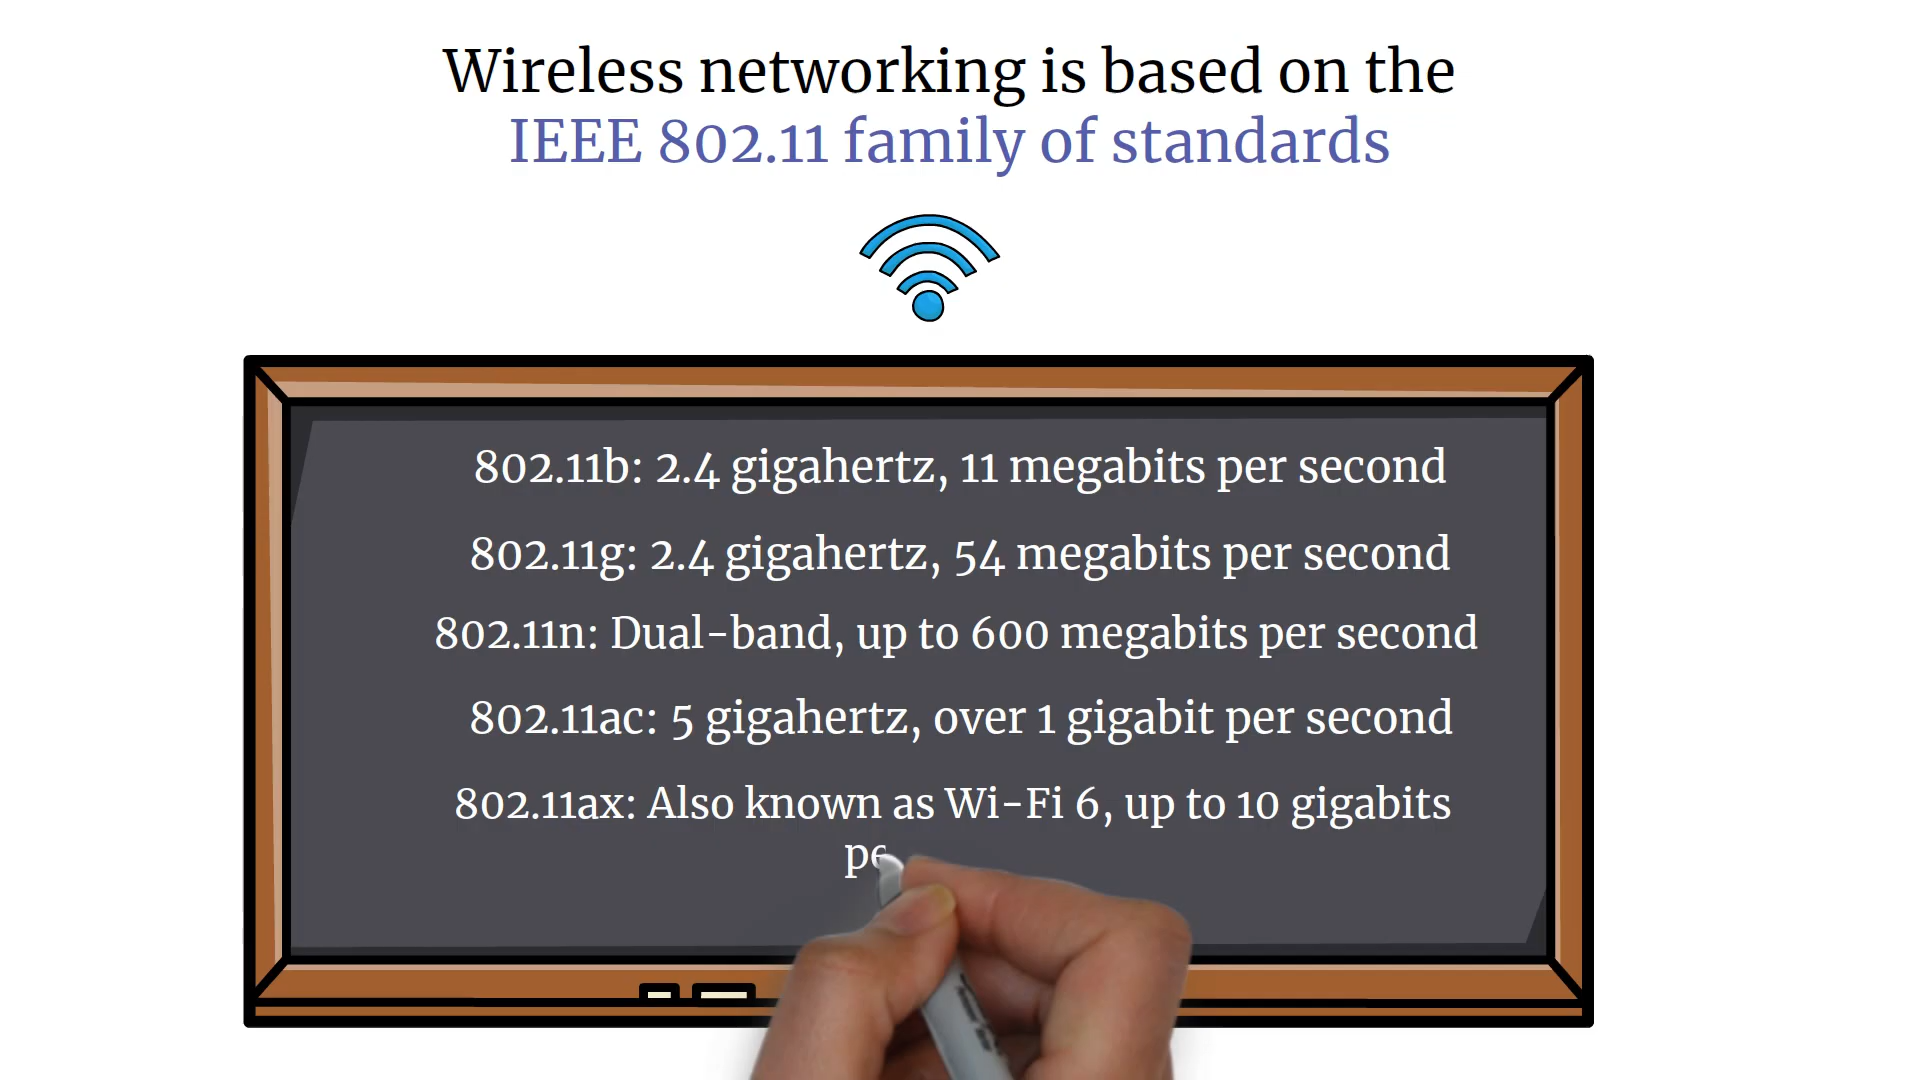 Wireless networking is based on the
IEEE 802.11 family of standards
802.11b: 2.4 gigahertz, 11 megabits per second
802.11g: 2.4 gigahertz, 54 megabits per second
802.11n: Dual-band, up to 600 megabits per second
802.11ac: 5 gigahertz, over 1 gigabit per second
802.11ax: Also known as Wi-Fi 6, up to 10 gigabits
pe